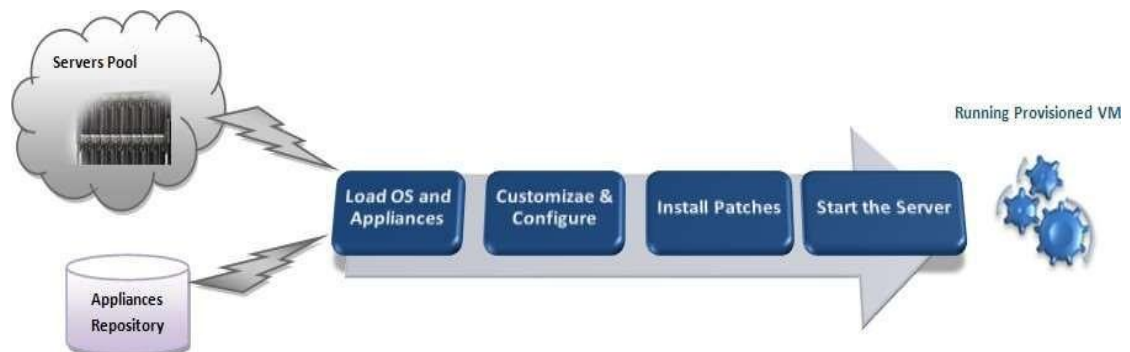 Servers Pool
Running Provisioned VM
Load OS and
Appliances
Customizae &
Configure
Install Patches
Start the Server
Appliances
Repository